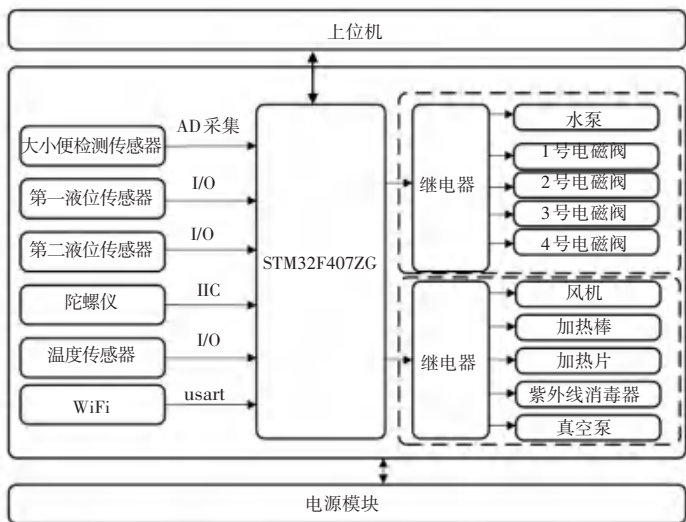 上位机
AD采集
大小便检测传感器
I/O
第一液位传感器
I/O
第二液位传感器
IIC
陀螺仪
I/O
温度传感器
usart
WiFi
STM32F407ZG
继电器
水泵
1号电磁阀
2号电磁阀
3号电磁阀
4号电磁阀
继电器
风机
加热棒
加热片
紫外线消毒器
真空泵
电源模块